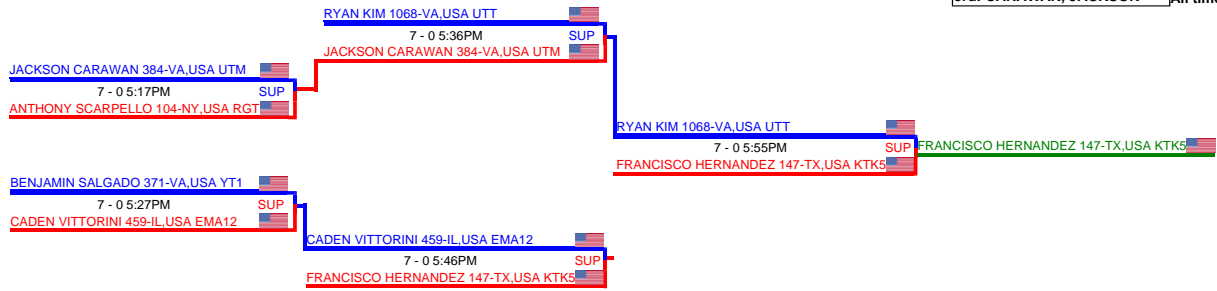 RYAN KIM 1068-VA,USA UTT
7 - 0 5:36PM SUP
JACKSON CARAWAN 384-VA,USA UTM
JACKSON CARAWAN 384-VA,USA UTM
7 - 0 5:17PM SUP
ANTHONY SCARPELLO 104-NY,USA RGT
RYAN KIM 1068-VA,USA UTT
7 - 0 5:55PM SUP
FRANCISCO HERNANDEZ 147-TX,USA KTK5
FRANCISCO HERNANDEZ 147-TX,USA KTK5
BENJAMIN SALGADO 371-VA,USA YT1
7 - 0 5:27PM SUP
CADEN VITTORINI 459-IL,USA EMA12
CADEN VITTORINI 459-IL,USA EMA12
7 - 0 5:46PM SUP
FRANCISCO HERNANDEZ 147-TX,USA KTK5